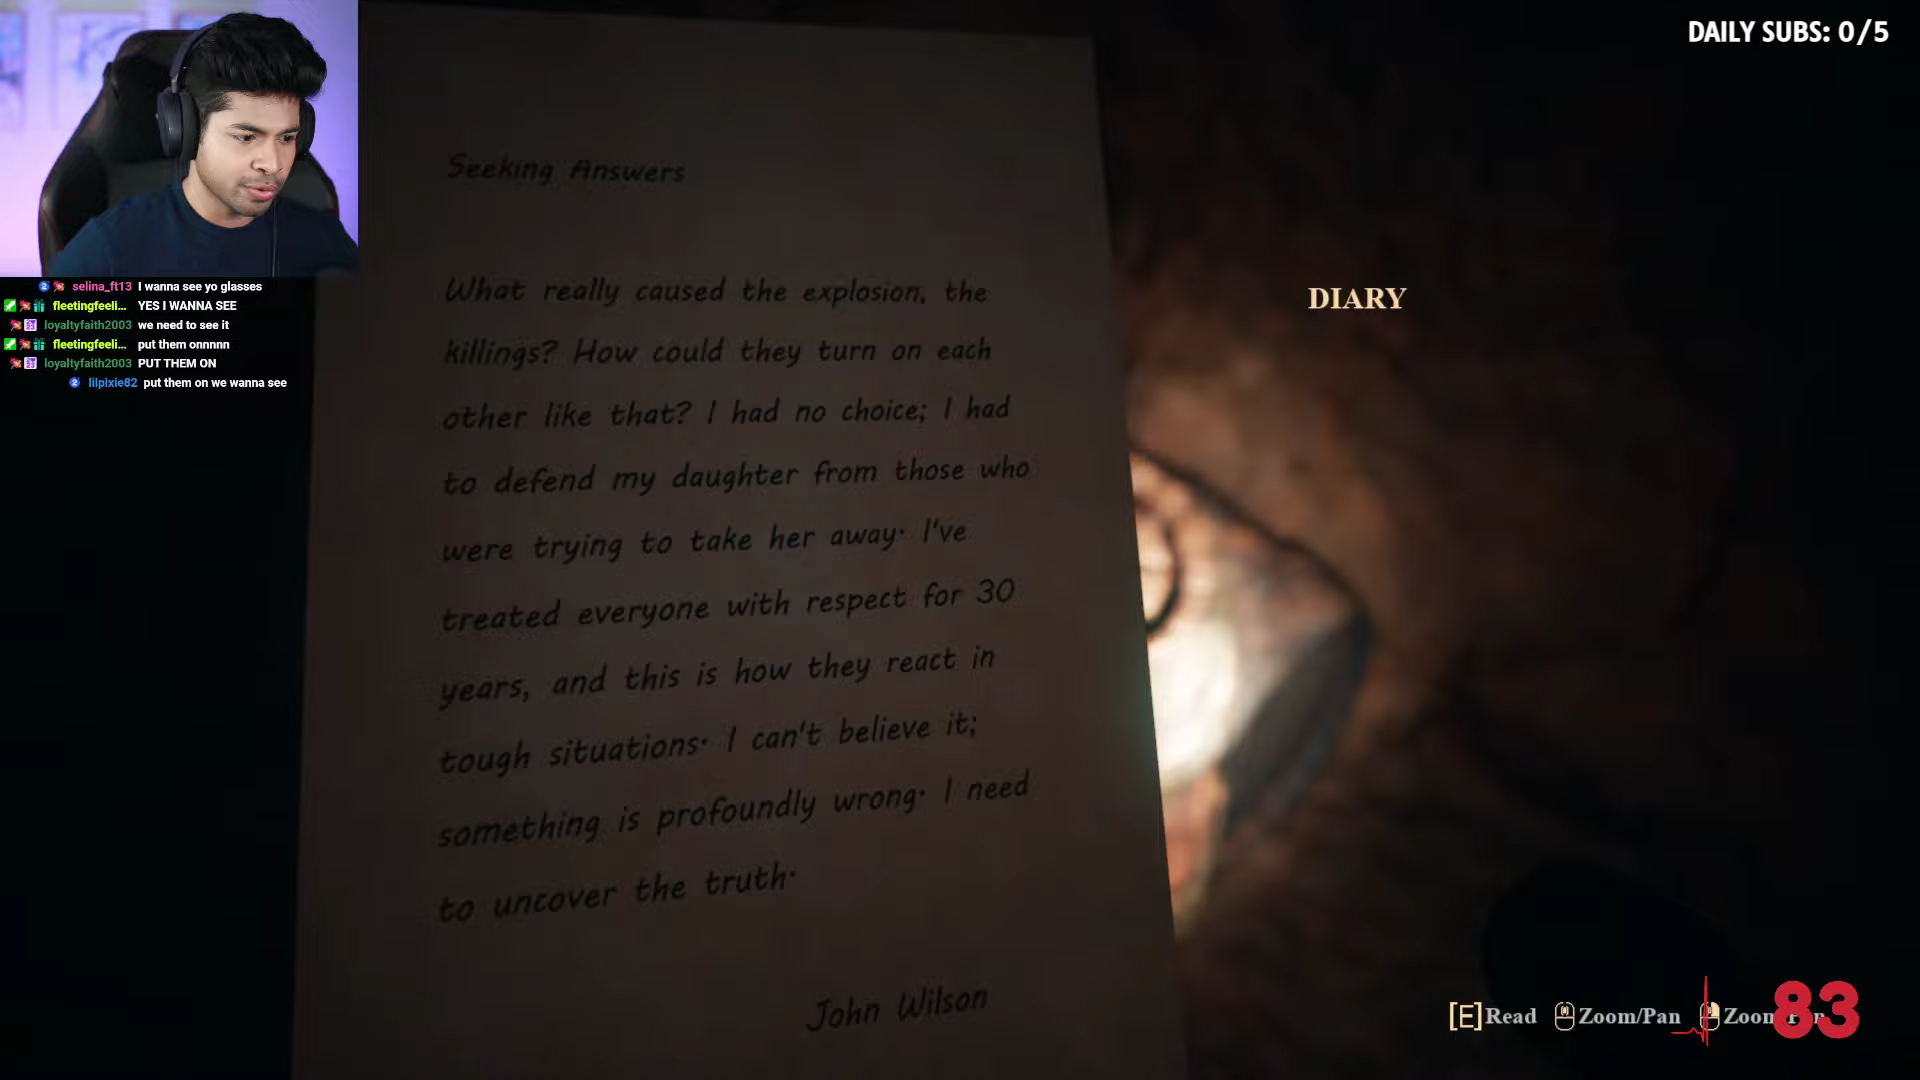 DAILY SUBS: 0/5
selina_ft13 I wanna see yo glasses
fleetingfeeli... YES I WANNA SEE
loyaltyfaith2003 we need to see it
fleetingfeeli... put them onnnnn
loyaltyfaith2003 PUT THEM ON
lilpixie82 put them on we wanna see
Seeking Answers
What really caused the explosion, the
killings? How could they turn on each
other like that? I had no choice; I had
to defend my daughter from those who
were trying to take her away. I've
treated everyone with respect for 30
years, and this is how they react in
tough situations. I can't believe it;
something is profoundly wrong. I need
to uncover the truth.
John Wilson
DIARY
[E]Read Zoom/Pan
83